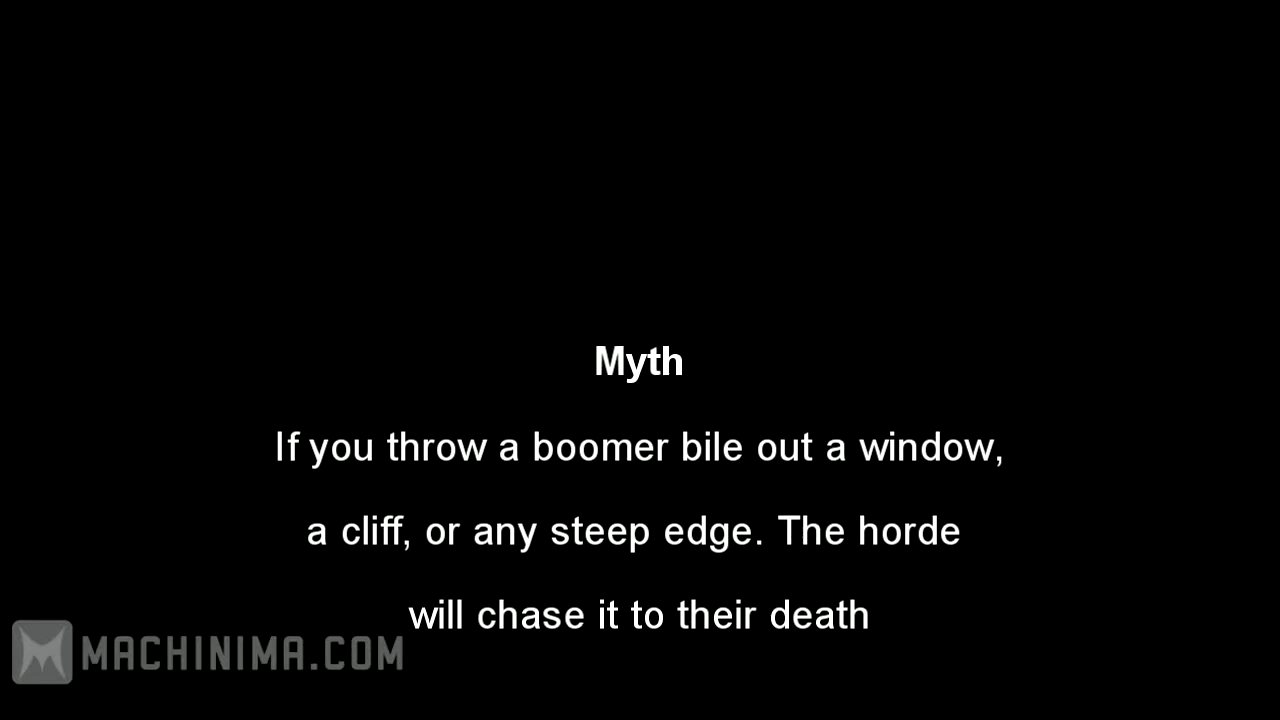 Myth
If you throw a boomer bile out a window,
a cliff, or any steep edge. The horde
will chase it to their death
MACHINIMA.COM